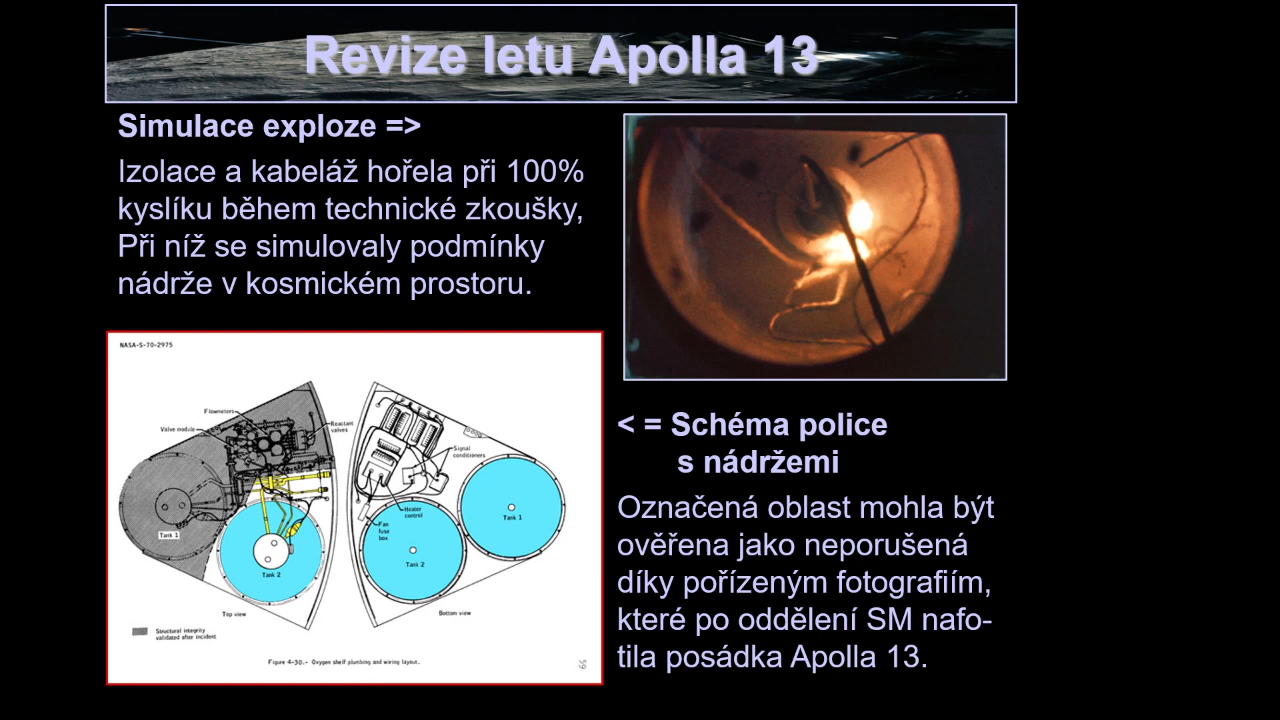 Revize letu Apolla 13
Simulace exploze =>
Izolace a kabeláž hořela při 100%
kyslíku během technické zkoušky,
Při níž se simulovaly podmínky
nádrže v kosmickém prostoru.
NASA-S-70-2975
Flowmeters
Valve module
Reactant
valves
Signal
conditioners
Heater
control
Fan
fuse
box
Tank 1
Tank 2
Tank 2
Tank 1
Top view
Bottom view
Structural integrity
validated after incident
Figure 4-30.- Oxygen shelf plumbing and wiring layout.
59
< = Schéma police
s nádržemi
Označená oblast mohla být
ověřena jako neporušená
díky pořízeným fotografiím,
které po oddělení SM nafo-
tila posádka Apolla 13.